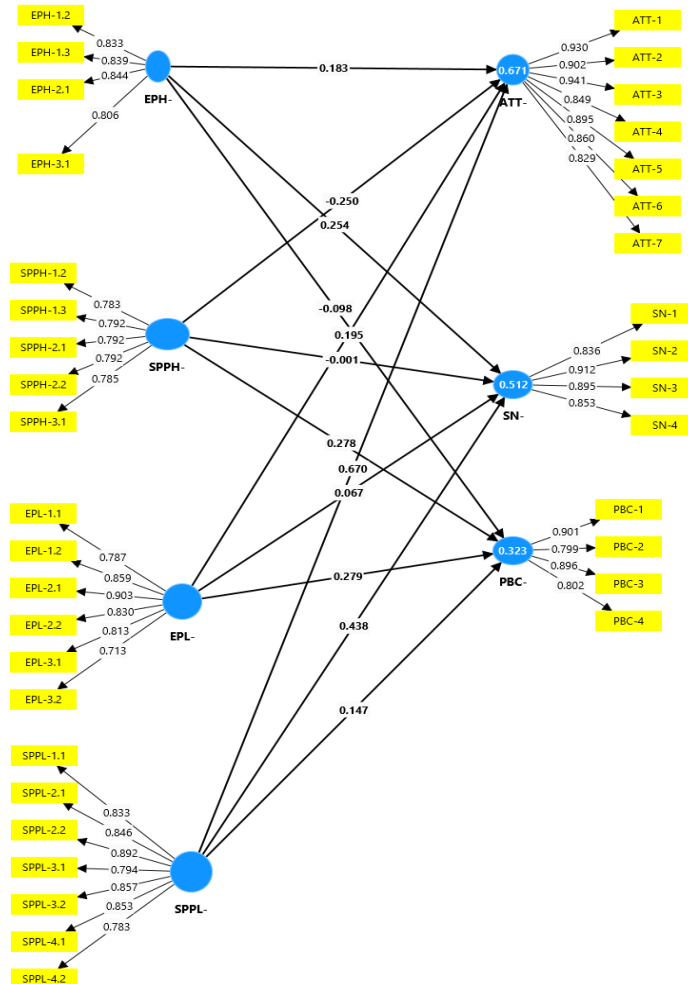 EPH-1.2
EPH-1.3
EPH-2.1
EPH-3.1
0.833
0.839
0.844
0.806
EPH-
0.183
0.671
ATT-
0.930
0.902
0.941
0.849
0.895
0.860
0.829
ATT-1
ATT-2
ATT-3
ATT-4
ATT-5
ATT-6
ATT-7
-0.250
0.254
SPPH-1.2
SPPH-1.3
SPPH-2.1
SPPH-2.2
SPPH-3.1
0.783
0.792
0.792
0.792
0.785
SPPH-
-0.098
0.195
-0.001
0.512
SN-
0.836
0.912
0.895
0.853
SN-1
SN-2
SN-3
SN-4
0.278
0.670
0.067
EPL-1.1
EPL-1.2
EPL-2.1
EPL-2.2
EPL-3.1
EPL-3.2
0.787
0.859
0.903
0.830
0.813
0.713
EPL-
0.279
0.323
PBC-
0.901
0.799
0.896
0.802
PBC-1
PBC-2
PBC-3
PBC-4
0.438
0.147
SPPL-1.1
SPPL-2.1
SPPL-2.2
SPPL-3.1
SPPL-3.2
SPPL-4.1
SPPL-4.2
0.833
0.846
0.892
0.794
0.857
0.853
0.783
SPPL-